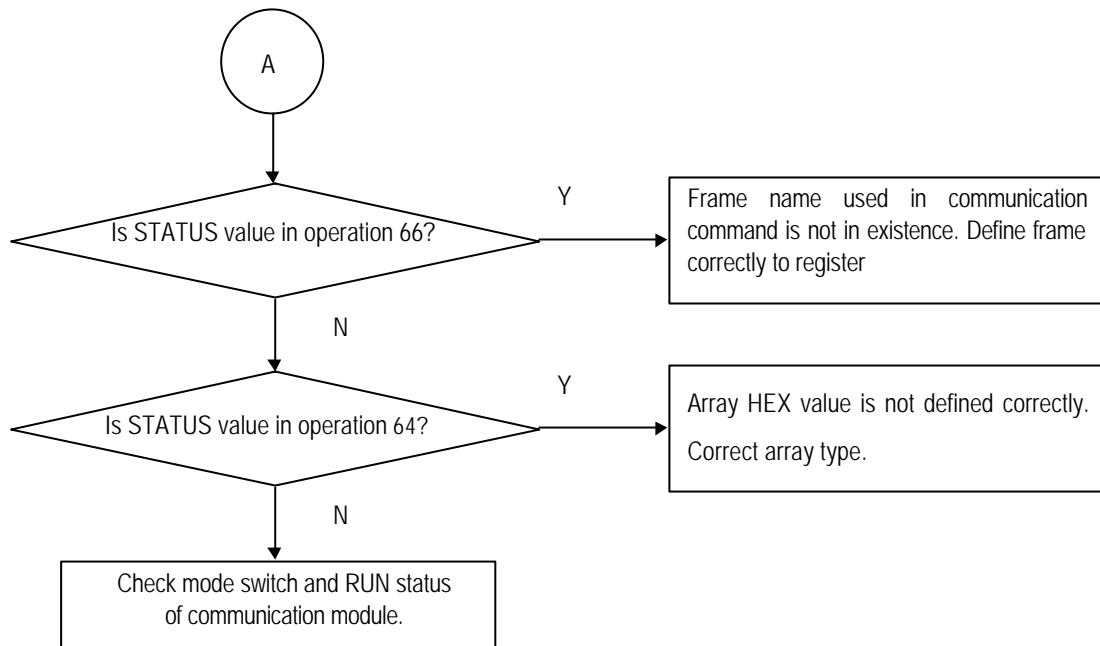 A
Is STATUS value in operation 66?
Y
Frame name used in communication
command is not in existence. Define frame
correctly to register
N
Is STATUS value in operation 64?
Y
Array HEX value is not defined correctly.
Correct array type.
N
Check mode switch and RUN status
of communication module.